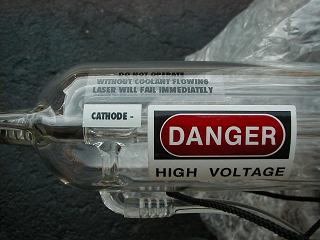 DO NOT OPERATE
WITHOUT COOLANT FLOWING
LASER WILL FAIL IMMEDIATELY
CATHODE -
DANGER
HIGH VOLTAGE